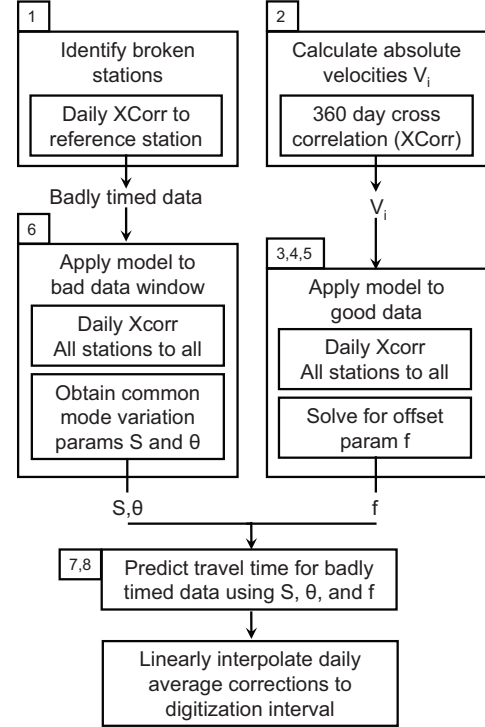 1
Identify broken
stations
Daily XCorr to
reference station
Badly timed data
2
Calculate absolute
velocities Vi
360 day cross
correlation (XCorr)
Vi
6
Apply model to
bad data window
Daily Xcorr
All stations to all
Obtain common
mode variation
params S and θ
S,θ
3,4,5
Apply model to
good data
Daily Xcorr
All stations to all
Solve for offset
param f
f
7,8
Predict travel time for badly
timed data using S, θ, and f
Linearly interpolate daily
average corrections to
digitization interval